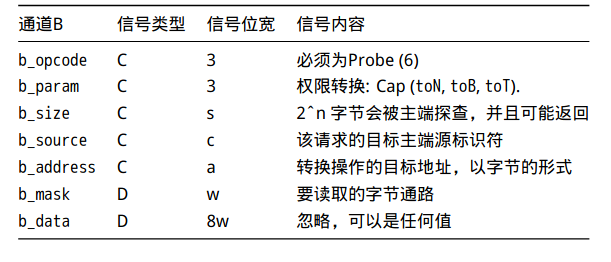 通道B 信号类型 信号位宽 信号内容
b_opcode C 3 必须为Probe (6)
b_param C 3 权限转换: Cap (toN, toB, toT).
b_size C s 2^n 字节会被主端探查，并且可能返回
b_source C c 该请求的目标主端源标识符
b_address C a 转换操作的目标地址，以字节的形式
b_mask D w 要读取的字节通路
b_data D 8w 忽略，可以是任何值